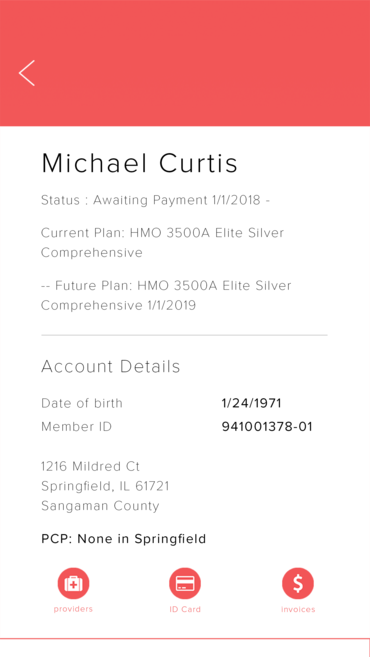 Michael Curtis
Status : Awaiting Payment 1/1/2018 -
Current Plan: HMO 3500A Elite Silver
Comprehensive
-- Future Plan: HMO 3500A Elite Silver
Comprehensive 1/1/2019
Account Details
Date of birth 1/24/1971
Member ID 941001378-01
1216 Mildred Ct
Springfield, IL 61721
Sangaman County
PCP: None in Springfield
providers ID Card invoices